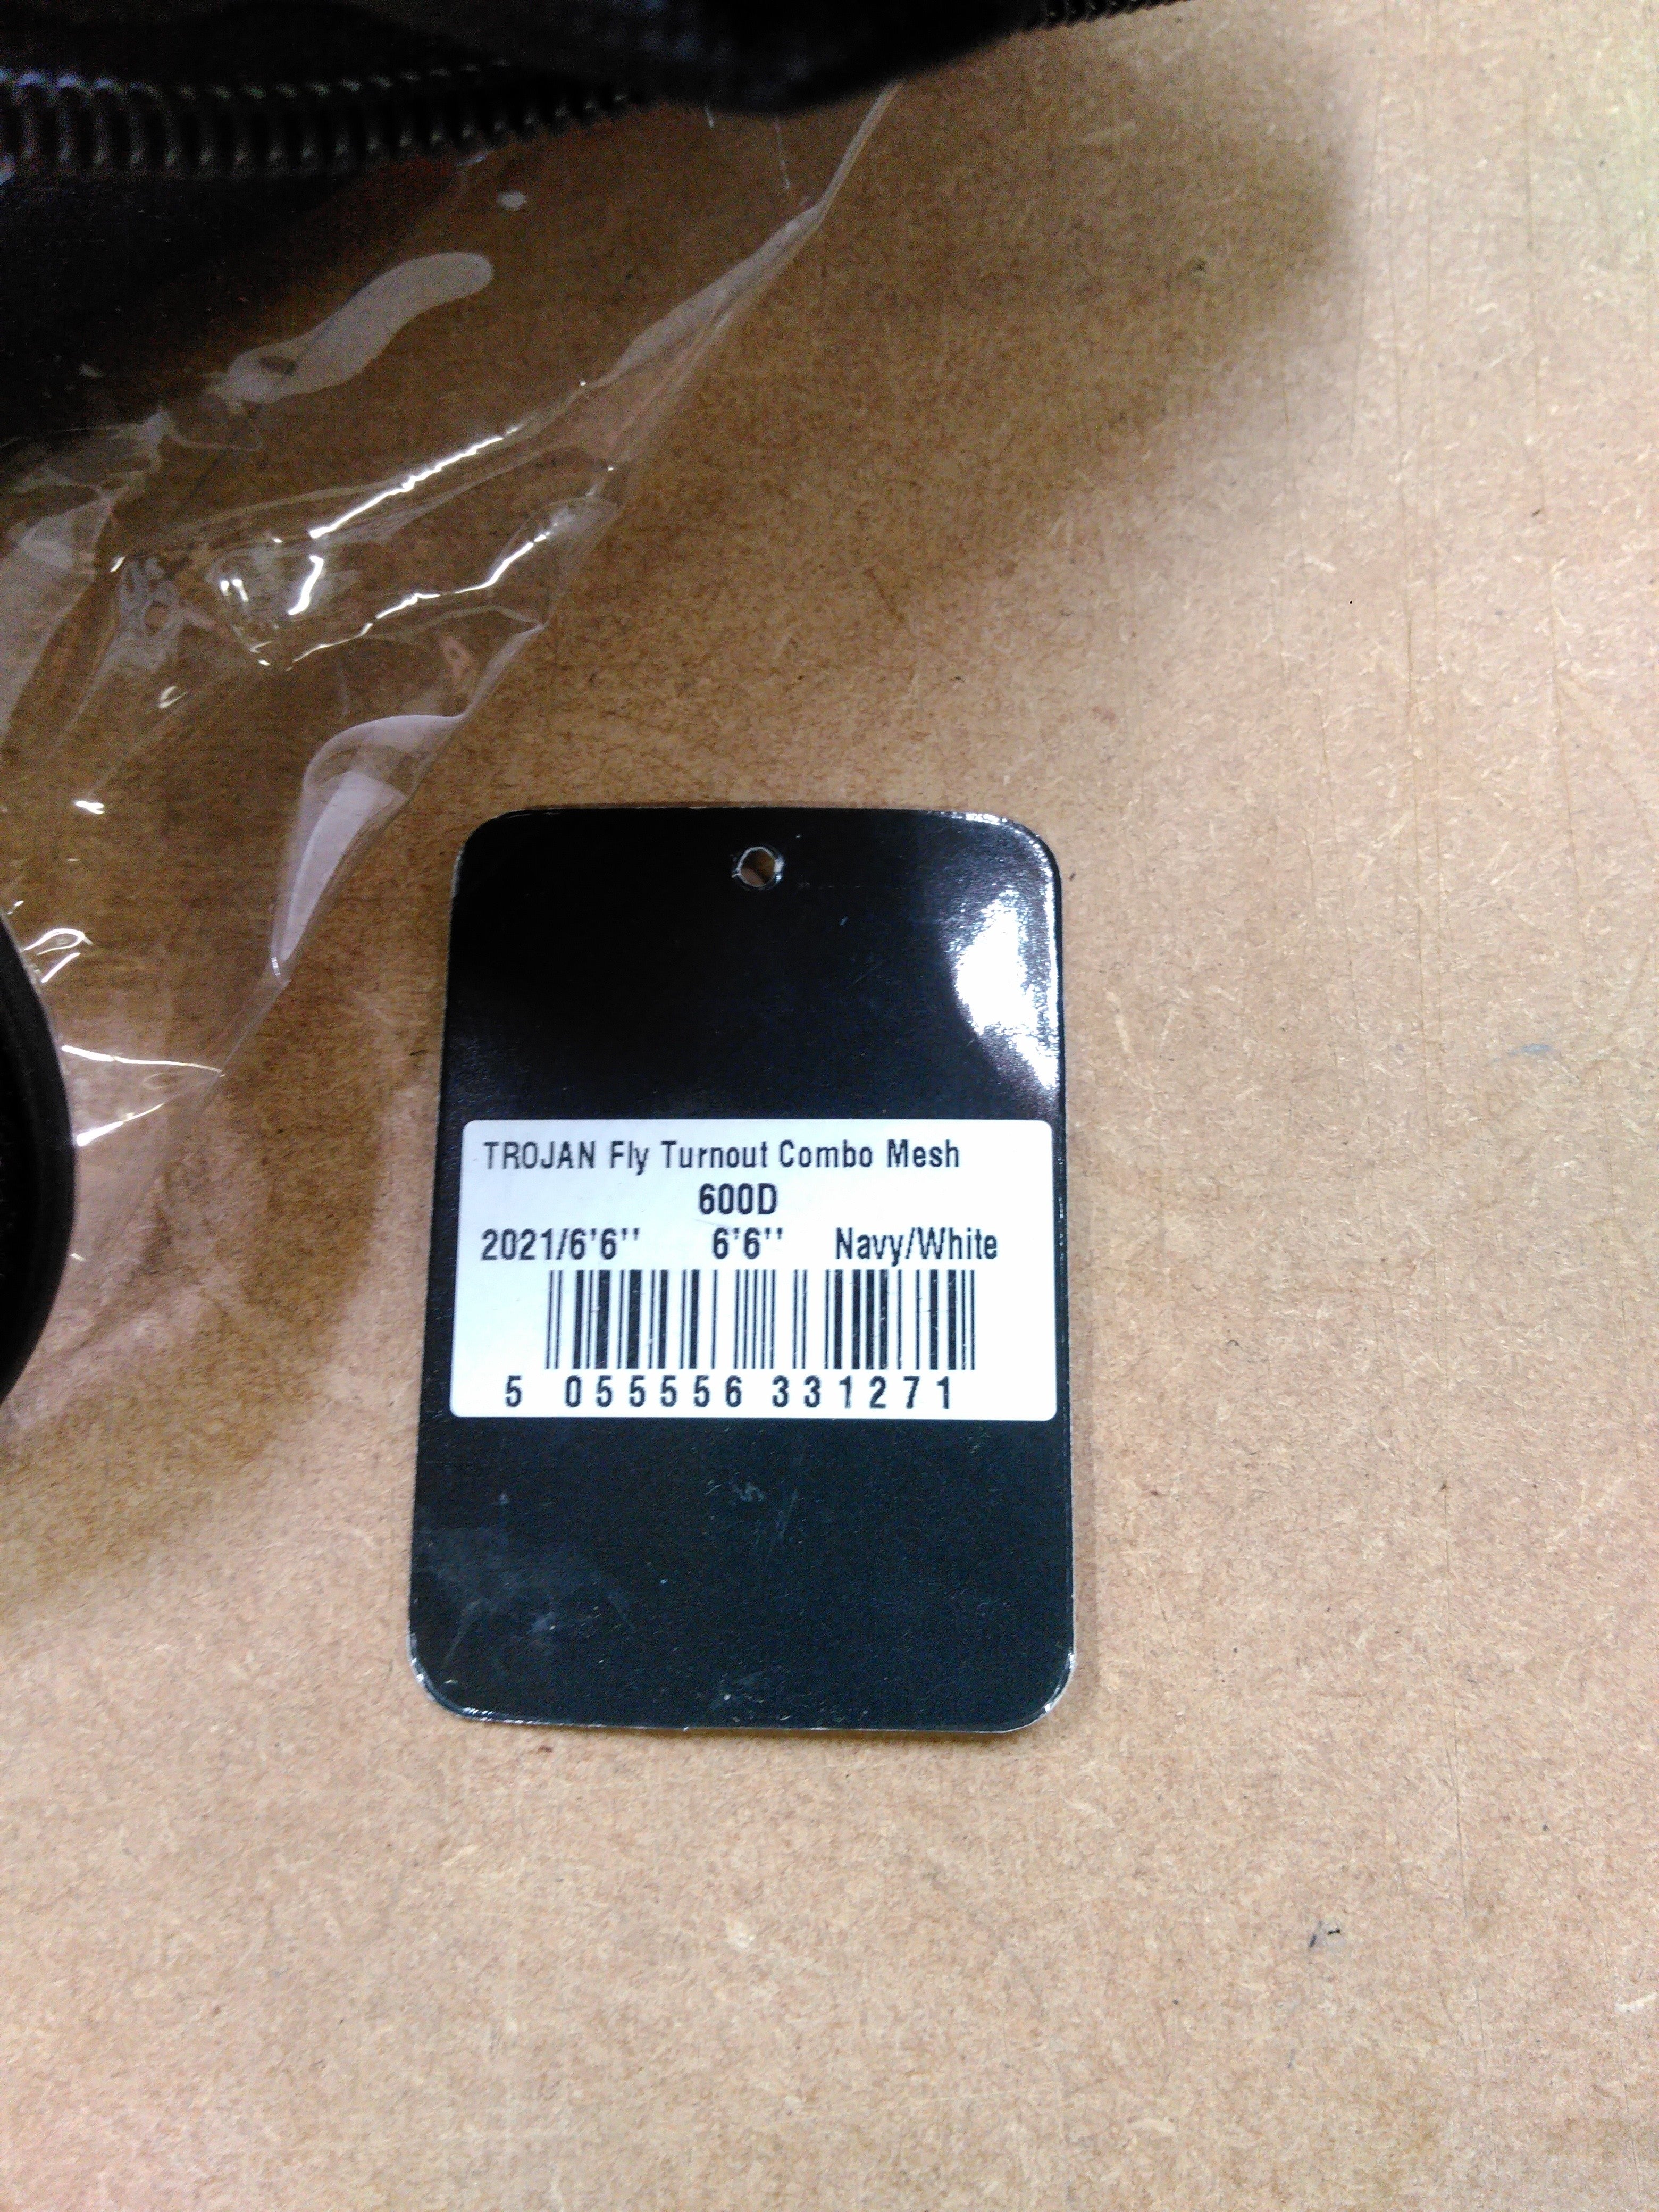 TROJAN Fly Turnout Combo Mesh
600D
2021/6'6'' 6'6'' Navy/White
5 055556 331271